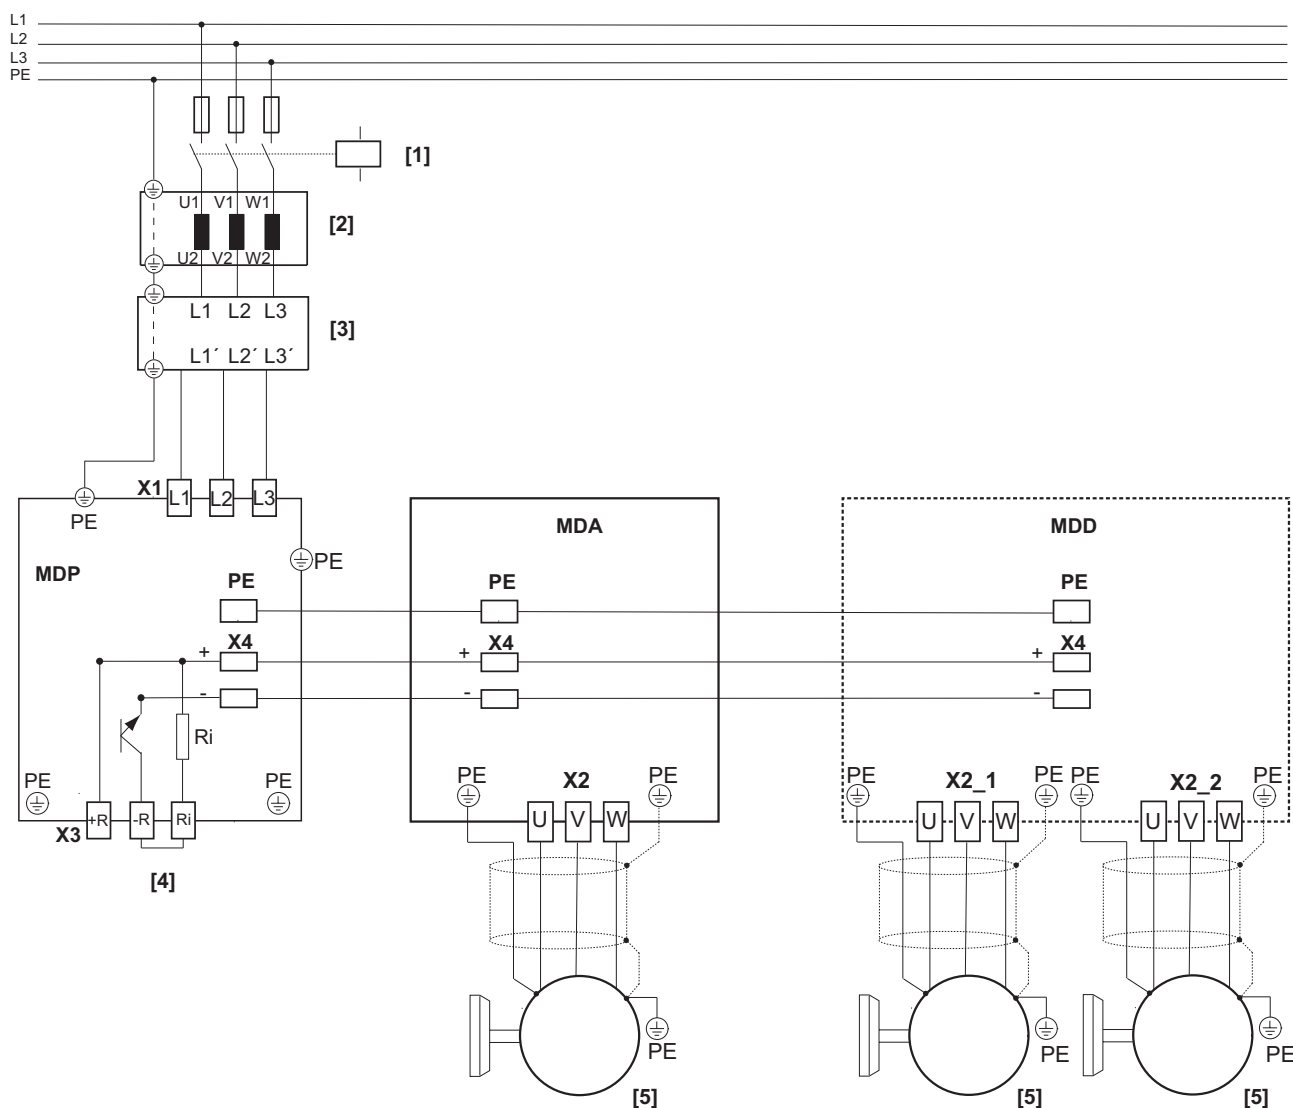 L1
L2
L3
PE
[1]
U1 V1 W1
[2]
U2 V2 W2
L1 L2 L3
[3]
L1´ L2´ L3´
X1 L1 L2 L3
PE
MDP
PE
MDA
MDD
PE PE PE
X4 X4 X4
+ + +
- - -
Ri
PE PE
X3 +R -R Ri
[4]
PE X2 PE
U V W
PE X2_1 PE
U V W
PE X2_2 PE
U V W
PE PE PE
[5] [5] [5]